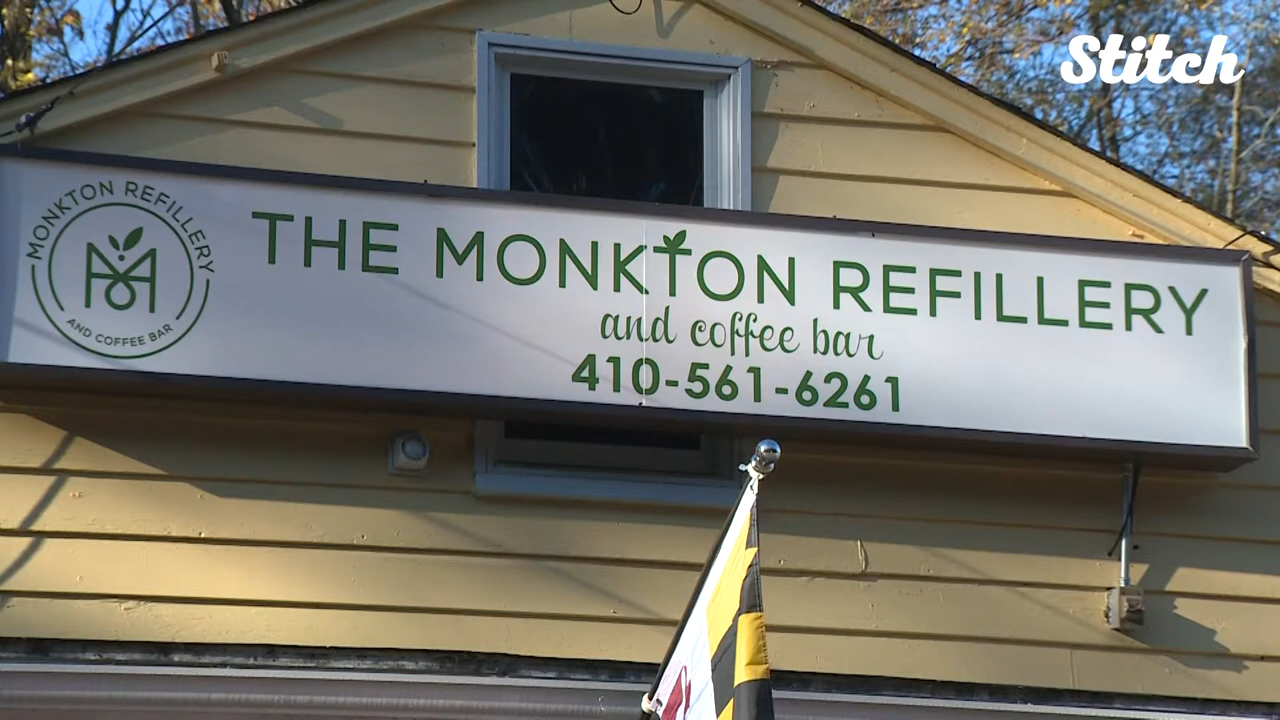 Stitch
MONKTON REFILLERY
AND COFFEE BAR
THE MONKTON REFILLERY
and coffee bar
410-561-6261